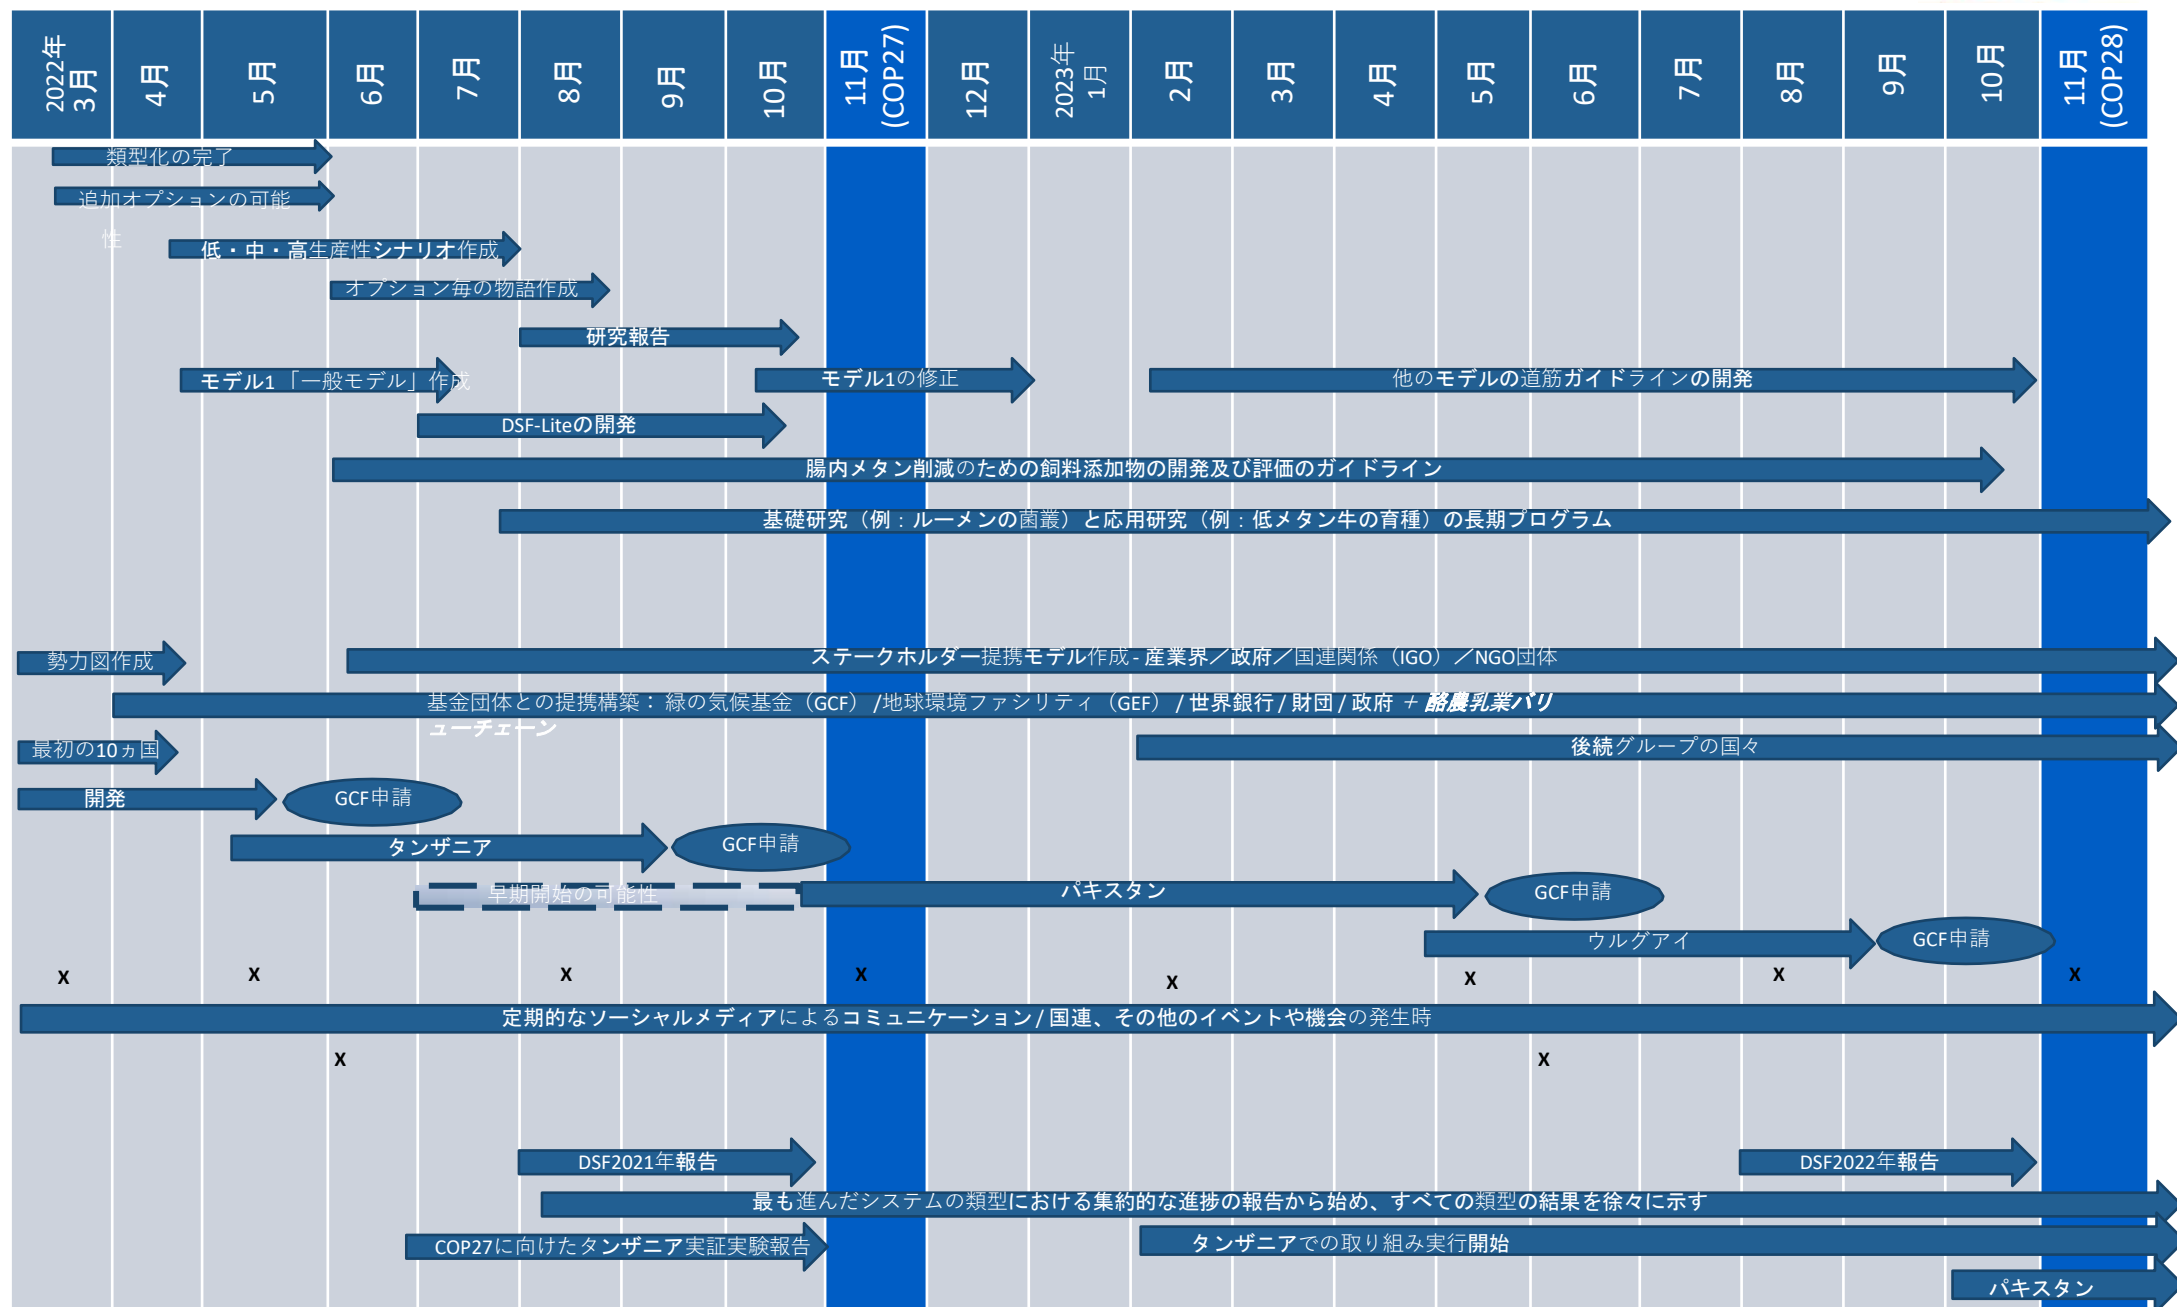 2022年
3月
4月
5月
6月
7月
8月
9月
10月
11月
(COP27)
12月
2023年
1月
2月
3月
4月
5月
6月
7月
8月
9月
10月
11月
(COP28)
類型化の完了
追加オプションの可能
性
低・中・高生産性シナリオ作成
オプション毎の物語作成
研究報告
モデル1「一般モデル」作成
モデル1の修正
他のモデルの道筋ガイドラインの開発
DSF-Liteの開発
腸内メタン削減のための飼料添加物の開発及び評価のガイドライン
基礎研究（例：ルーメンの菌叢）と応用研究（例：低メタン牛の育種）の長期プログラム
勢力図作成
ステークホルダー提携モデル作成 - 産業界／政府／国連関係（IGO）／NGO団体
基金団体との提携構築： 緑の気候基金（GCF）/地球環境ファシリティ（GEF）/ 世界銀行 / 財団 / 政府 + 酪農乳業バリ
ューチェーン
最初の10ヵ国
後続グループの国々
開発
GCF申請
タンザニア
GCF申請
早期開始の可能性
パキスタン
GCF申請
ウルグアイ
GCF申請
x x x x x x x x
定期的なソーシャルメディアによるコミュニケーション / 国連、その他のイベントや機会の発生時
x x
DSF2021年報告
DSF2022年報告
最も進んだシステムの類型における集約的な進捗の報告から始め、すべての類型の結果を徐々に示す
COP27に向けたタンザニア実証実験報告
タンザニアでの取り組み実行開始
パキスタン